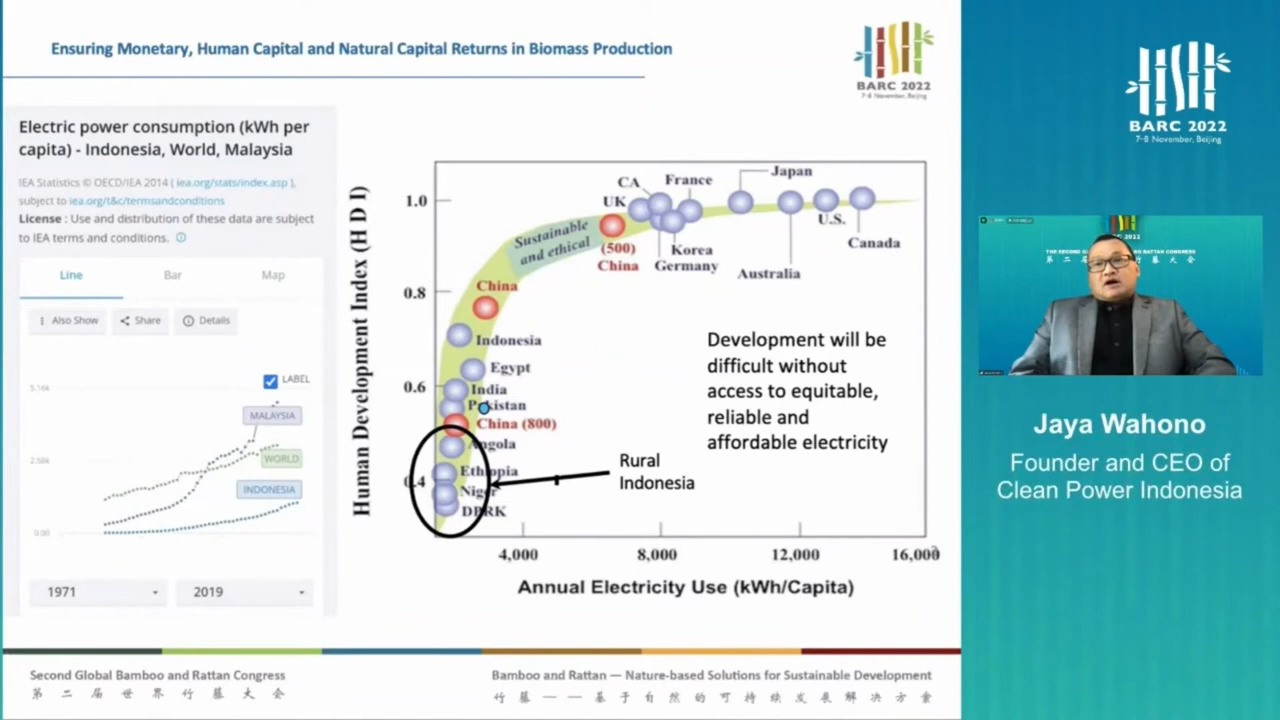 Ensuring Monetary, Human Capital and Natural Capital Returns in Biomass Production
BARC 2022
7-8 November, Beijing
Electric power consumption (kWh per
capita) - Indonesia, World, Malaysia
IEA Statistics © OECD/IEA 2014 ( iea.org/stats/index.asp ),
subject to iea.org/t&c/termsandconditions
License : Use and distribution of these data are subject
to IEA terms and conditions.
Line Bar Map
Also Show Share Details
LABEL
5.16k
MALAYSIA
WORLD
2.58k
INDONESIA
0.00
1971 2019
Human Development Index (H D I)
1.0
0.8
0.6
0.4
UK
CA
France
Japan
Sustainable
and ethical
(500)
China
Korea
Germany
Australia
U.S.
Canada
China
Indonesia
Egypt
India
Pakistan
China (800)
Angola
Ethiopia
Niger
DPRK
Development will be
difficult without
access to equitable,
reliable and
affordable electricity
Rural
Indonesia
4,000 8,000 12,000 16,000
Annual Electricity Use (kWh/Capita)
Second Global Bamboo and Rattan Congress
第二届世界竹藤大会
Bamboo and Rattan — Nature-based Solutions for Sustainable Development
竹藤——基于自然的可持续发展解决方案
BARC 2022
7-8 November, Beijing
Jaya Wahono
Founder and CEO of
Clean Power Indonesia